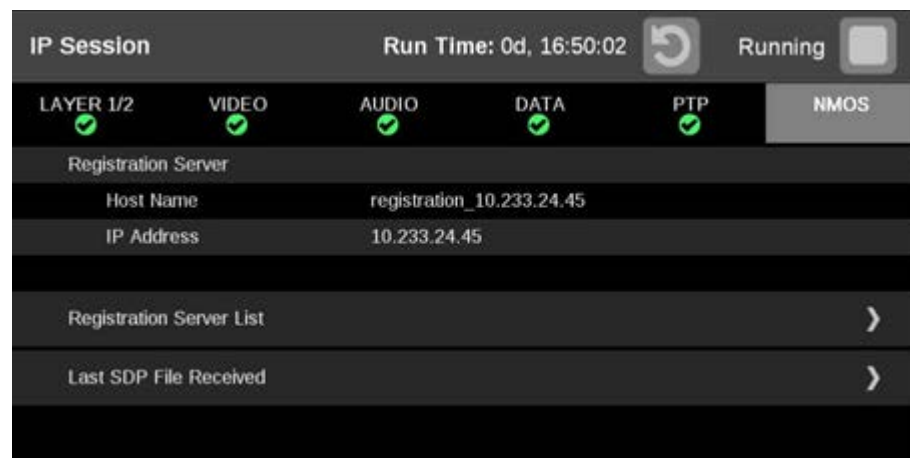 IP Session Run Time: 0d, 16:50:02 Running
LAYER 1/2 VIDEO AUDIO DATA PTP NMOS
Registration Server
Host Name registration_10.233.24.45
IP Address 10.233.24.45
Registration Server List
Last SDP File Received